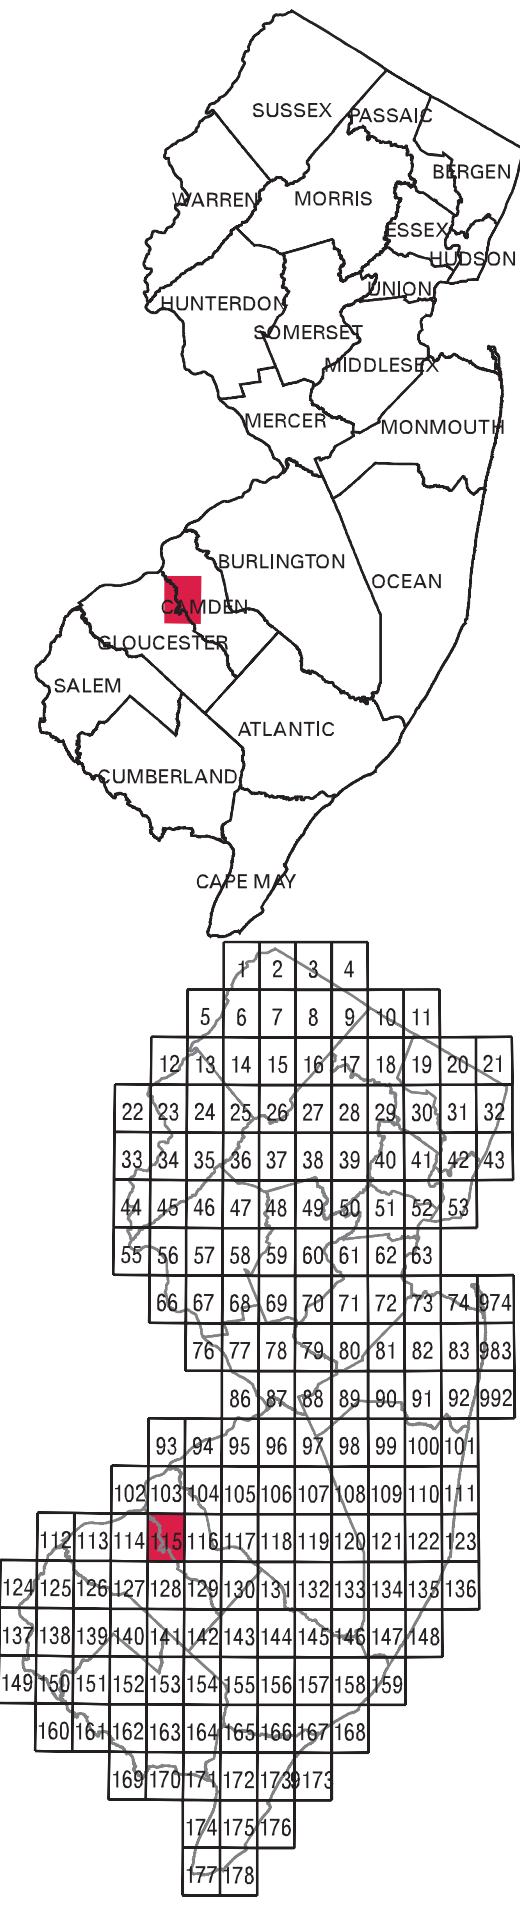 SUSSEX
PASSAIC
BERGEN
WARREN
MORRIS
ESSEX
HUDSON
UNION
HUNTERDON
SOMERSET
MIDDLESEX
MERCER
MONMOUTH
BURLINGTON
OCEAN
CAMDEN
GLOUCESTER
SALEM
ATLANTIC
CUMBERLAND
CAPE MAY
1 2 3 4
5 6 7 8 9 10 11
12 13 14 15 16 17 18 19 20 21
22 23 24 25 26 27 28 29 30 31 32
33 34 35 36 37 38 39 40 41 42 43
44 45 46 47 48 49 50 51 52 53
55 56 57 58 59 60 61 62 63
66 67 68 69 70 71 72 73 74 974
76 77 78 79 80 81 82 83 983
86 87 88 89 90 91 92 992
93 94 95 96 97 98 99 100 101
102 103 104 105 106 107 108 109 110 111
112 113 114 115 116 117 118 119 120 121 122 123
124 125 126 127 128 129 130 131 132 133 134 135 136
137 138 139 140 141 142 143 144 145 146 147 148
149 150 151 152 153 154 155 156 157 158 159
160 161 162 163 164 165 166 167 168
169 170 171 172 173 9173
174 175 176
177 178